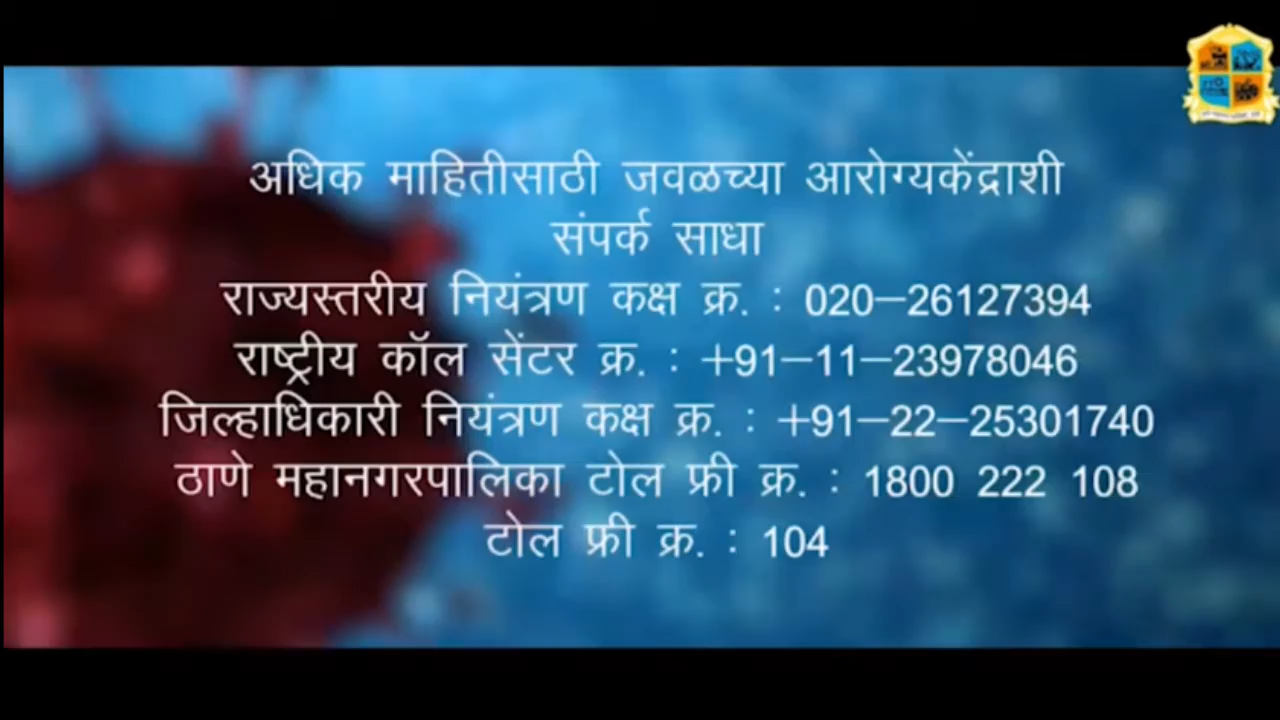 अधिक माहितीसाठी जवळच्या आरोग्यकेंद्राशी
संपर्क साधा
राज्यस्तरीय नियंत्रण कक्ष क्र. : 020–26127394
राष्ट्रीय कॉल सेंटर क्र. : +91–11–23978046
जिल्हाधिकारी नियंत्रण कक्ष क्र. : +91–22–25301740
ठाणे महानगरपालिका टोल फ्री क्र. : 1800 222 108
टोल फ्री क्र. : 104